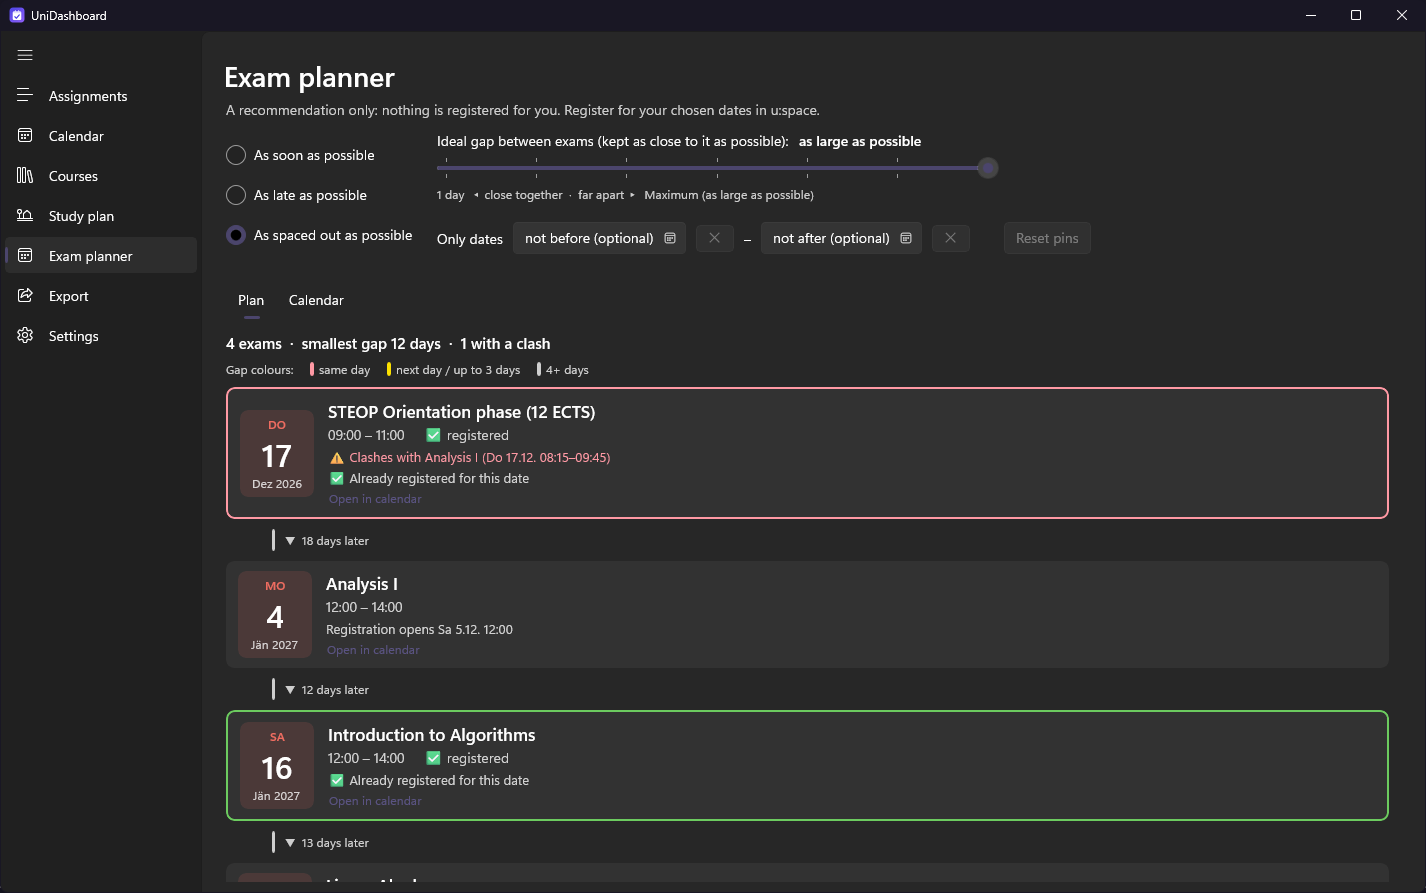 UniDashboard
Assignments
Calendar
Courses
Study plan
Exam planner
Export
Settings
Exam planner
A recommendation only: nothing is registered for you. Register for your chosen dates in u:space.
As soon as possible
As late as possible
As spaced out as possible
Ideal gap between exams (kept as close to it as possible): as large as possible
1 day ◂ close together · far apart ▸ Maximum (as large as possible)
Only dates not before (optional) – not after (optional) Reset pins
Plan Calendar
4 exams · smallest gap 12 days · 1 with a clash
Gap colours: same day next day / up to 3 days 4+ days
DO
17
Dez 2026
STEOP Orientation phase (12 ECTS)
09:00 – 11:00 ✅ registered
⚠ Clashes with Analysis I (Do 17.12. 08:15–09:45)
✅ Already registered for this date
Open in calendar
▼ 18 days later
MO
4
Jän 2027
Analysis I
12:00 – 14:00
Registration opens Sa 5.12. 12:00
Open in calendar
▼ 12 days later
SA
16
Jän 2027
Introduction to Algorithms
12:00 – 14:00 ✅ registered
✅ Already registered for this date
Open in calendar
▼ 13 days later